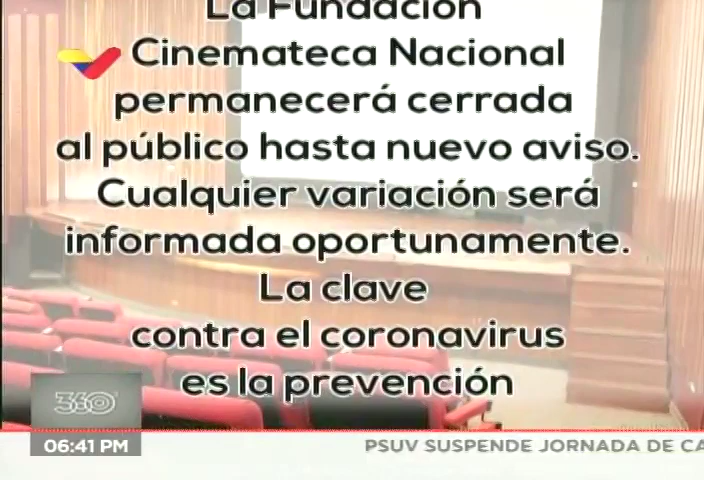 La Fundación
Cinemateca Nacional
permanecerá cerrada
al público hasta nuevo aviso.
Cualquier variación será
informada oportunamente.
La clave
contra el coronavirus
es la prevención
360°
06:41 PM
PSUV SUSPENDE JORNADA DE CA